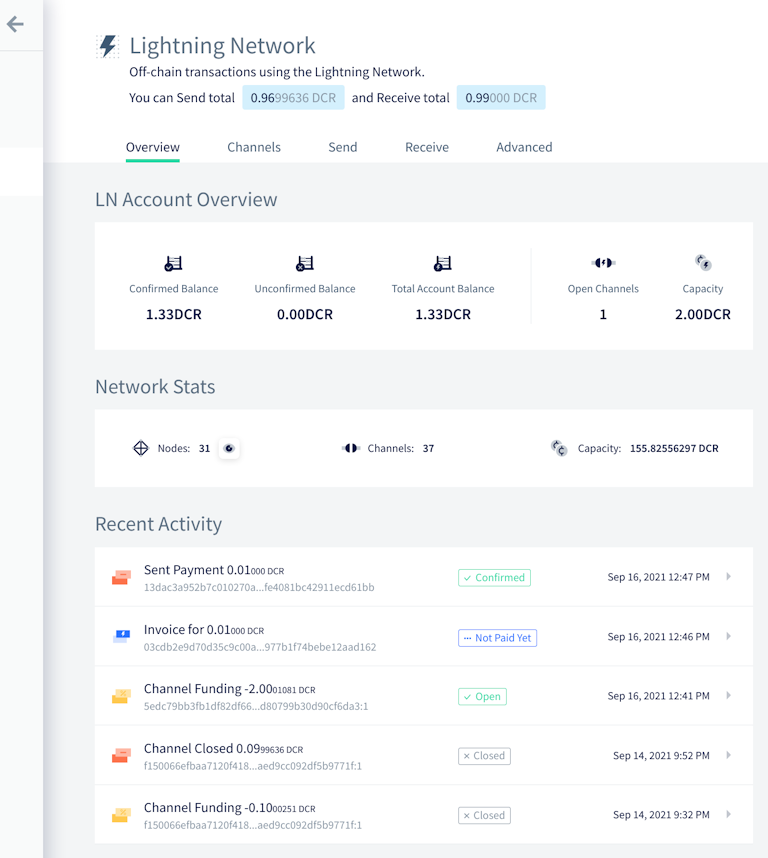 Lightning Network
Off-chain transactions using the Lightning Network.
You can Send total 0.9699636 DCR and Receive total 0.99000 DCR
Overview Channels Send Receive Advanced
LN Account Overview
Confirmed Balance Unconfirmed Balance Total Account Balance Open Channels Capacity
1.33DCR 0.00DCR 1.33DCR 1 2.00DCR
Network Stats
Nodes: 31 Channels: 37 Capacity: 155.82556297 DCR
Recent Activity
Sent Payment 0.01000 DCR
13dac3a952b7c010270a...fe4081bc42911ecd61bb
Confirmed Sep 16, 2021 12:47 PM
Invoice for 0.01000 DCR
03cdb2e9d70d35c9c00a...977b1f74bebe12aad162
Not Paid Yet Sep 16, 2021 12:46 PM
Channel Funding -2.0001081 DCR
5edc79bb3fb1df82df66...d80799b30d90cf6da3:1
Open Sep 16, 2021 12:41 PM
Channel Closed 0.0999636 DCR
f150066efbaa7120f418...aed9cc092df5b9771f:1
Closed Sep 14, 2021 9:52 PM
Channel Funding -0.1000251 DCR
f150066efbaa7120f418...aed9cc092df5b9771f:1
Closed Sep 14, 2021 9:32 PM